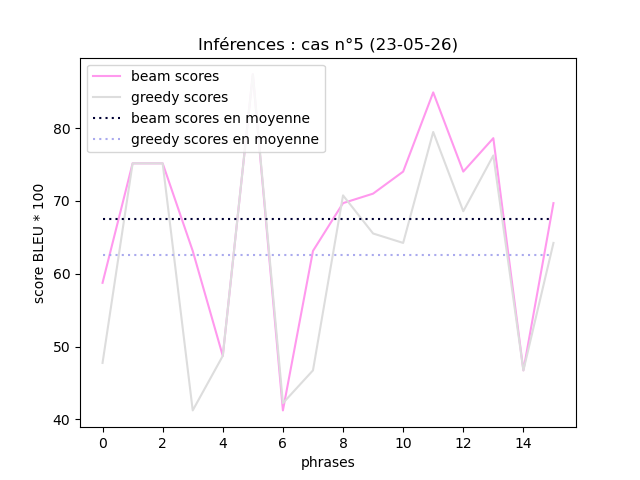 Inférences : cas n°5 (23-05-26)
beam scores
greedy scores
beam scores en moyenne
greedy scores en moyenne
score BLEU * 100
80
70
60
50
40
0 2 4 6 8 10 12 14
phrases